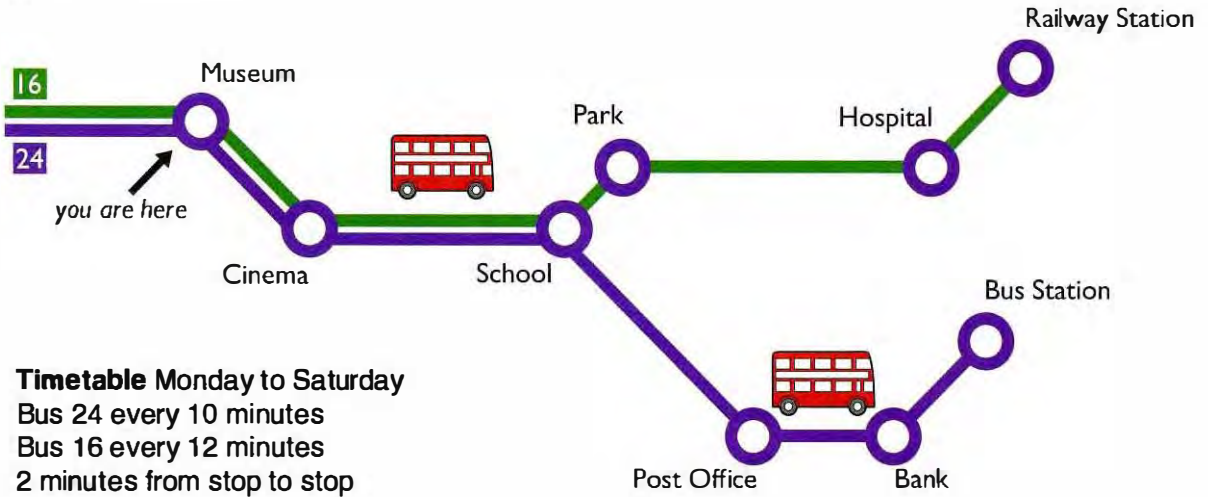 Railway Station
Museum
16
Park
Hospital
24
you are here
Cinema
School
Bus Station
Timetable Monday to Saturday
Bus 24 every 10 minutes
Bus 16 every 12 minutes
2 minutes from stop to stop
Post Office
Bank